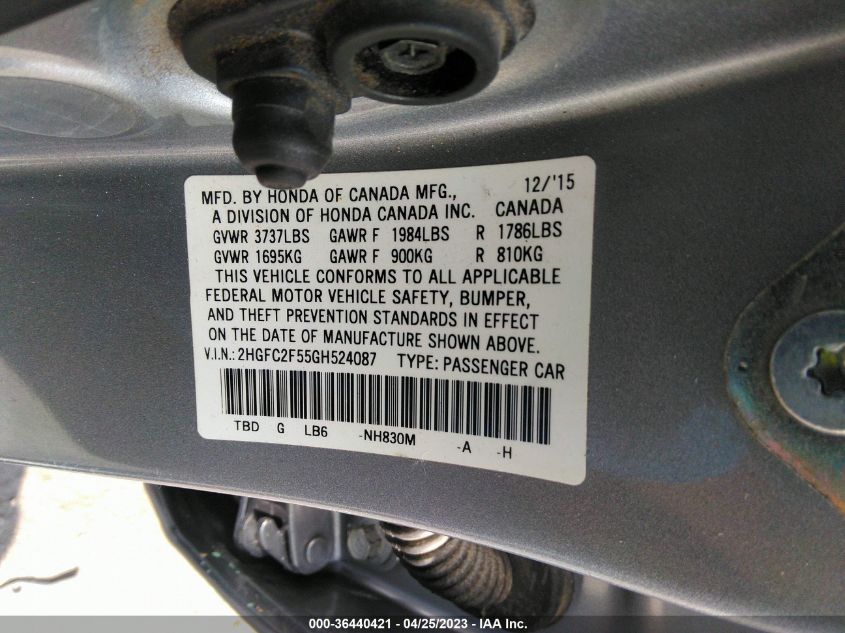 MFD. BY HONDA OF CANADA MFG., 12/'15
A DIVISION OF HONDA CANADA INC. CANADA
GVWR 3737LBS GAWR F 1984LBS R 1786LBS
GVWR 1695KG GAWR F 900KG R 810KG
THIS VEHICLE CONFORMS TO ALL APPLICABLE
FEDERAL MOTOR VEHICLE SAFETY, BUMPER,
AND THEFT PREVENTION STANDARDS IN EFFECT
ON THE DATE OF MANUFACTURE SHOWN ABOVE.
V.I.N.: 2HGFC2F55GH524087 TYPE: PASSENGER CAR
TBD G LB6 -NH830M -A -H
000-36440421 - 04/25/2023 - IAA Inc.